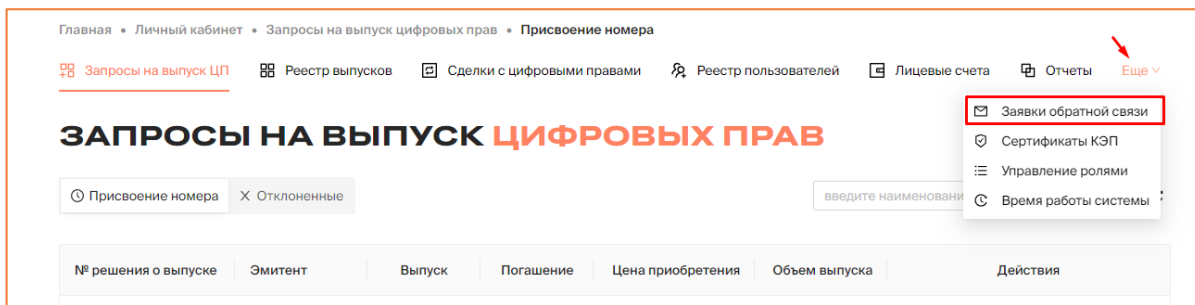 Главная • Личный кабинет • Запросы на выпуск цифровых прав • Присвоение номера
Запросы на выпуск ЦП Реестр выпусков Сделки с цифровыми правами Реестр пользователей Лицевые счета Отчеты Еще
Заявки обратной связи
Сертификаты КЭП
Управление ролями
Время работы системы
ЗАПРОСЫ НА ВЫПУСК ЦИФРОВЫХ ПРАВ
Присвоение номера Отклоненные введите
№ решения о выпуске Эмитент Выпуск Погашение Цена приобретения Объем выпуска Действия